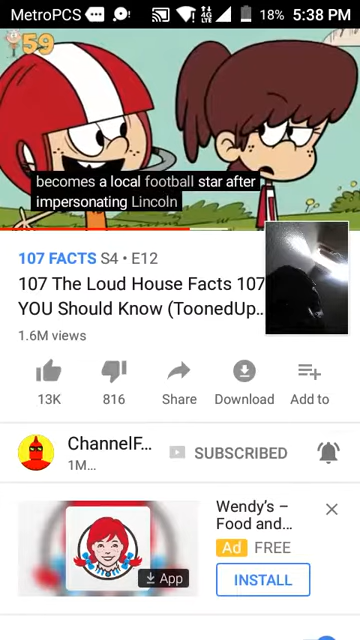 MetroPCS 4G LTE 18% 5:38 PM
59
becomes a local football star after
impersonating Lincoln
107 FACTS S4 • E12
107 The Loud House Facts 107
YOU Should Know (ToonedUp...
1.6M views
13K 816 Share Download Add to
ChannelF... SUBSCRIBED
1M...
Wendy's –
Food and...
Ad FREE
App
INSTALL